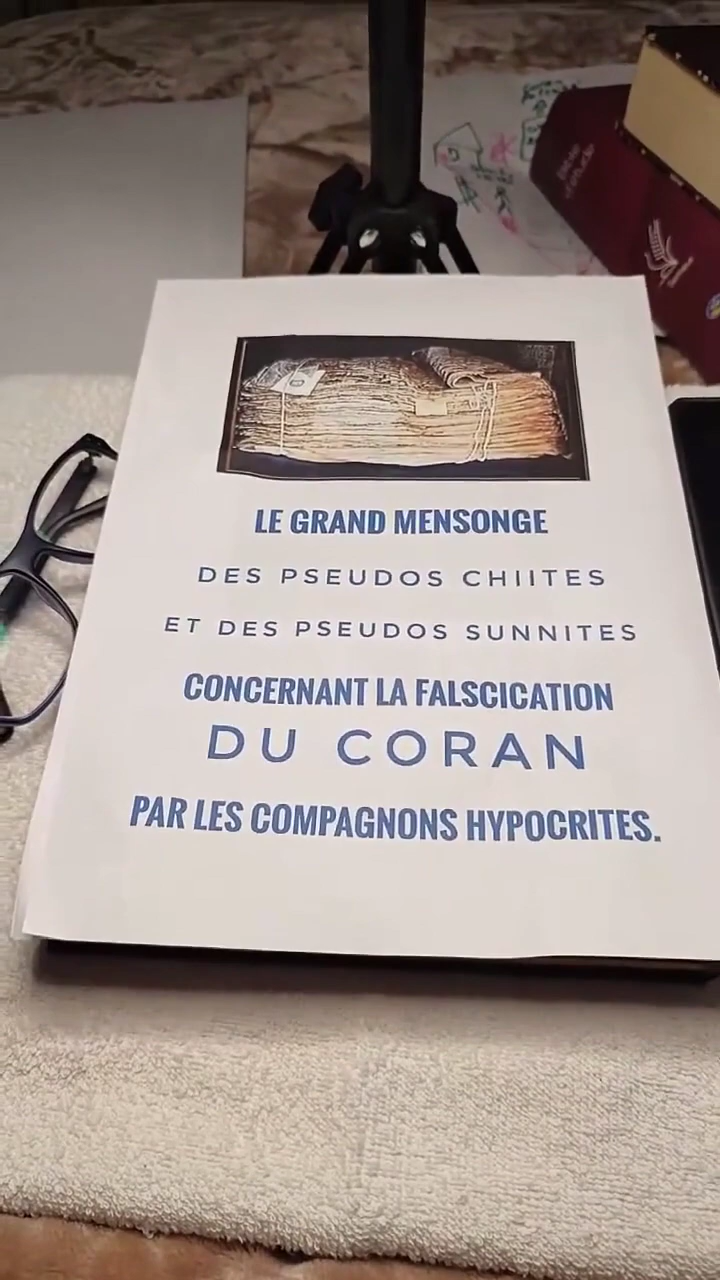 LE GRAND MENSONGE
DES PSEUDOS CHIITES
ET DES PSEUDOS SUNNITES
CONCERNANT LA FALSCICATION
DU CORAN
PAR LES COMPAGNONS HYPOCRITES.